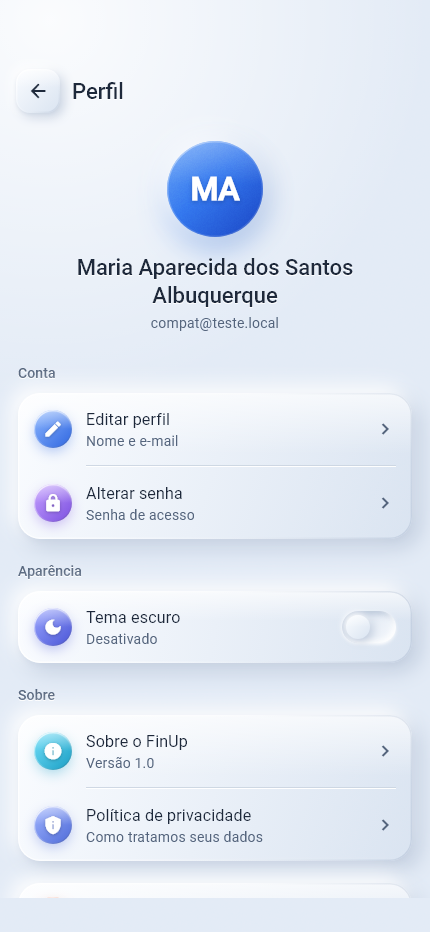 Perfil
MA
Maria Aparecida dos Santos
Albuquerque
compat@teste.local
Conta
Editar perfil
Nome e e-mail
Alterar senha
Senha de acesso
Aparência
Tema escuro
Desativado
Sobre
Sobre o FinUp
Versão 1.0
Política de privacidade
Como tratamos seus dados